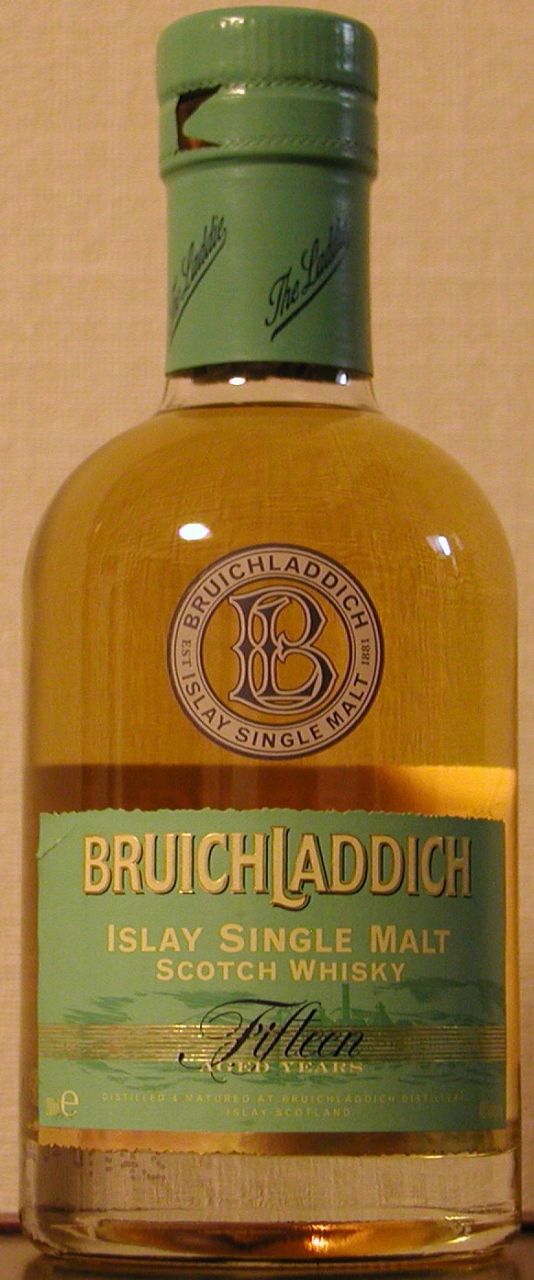 The Laddie
The Laddie
BRUICHLADDICH
EST 1881
ISLAY SINGLE MALT
BRUICHLADDICH
ISLAY SINGLE MALT
SCOTCH WHISKY
Fifteen
AGED YEARS
DISTILLED & MATURED AT BRUICHLADDICH DISTILLERY
ISLAY SCOTLAND
e